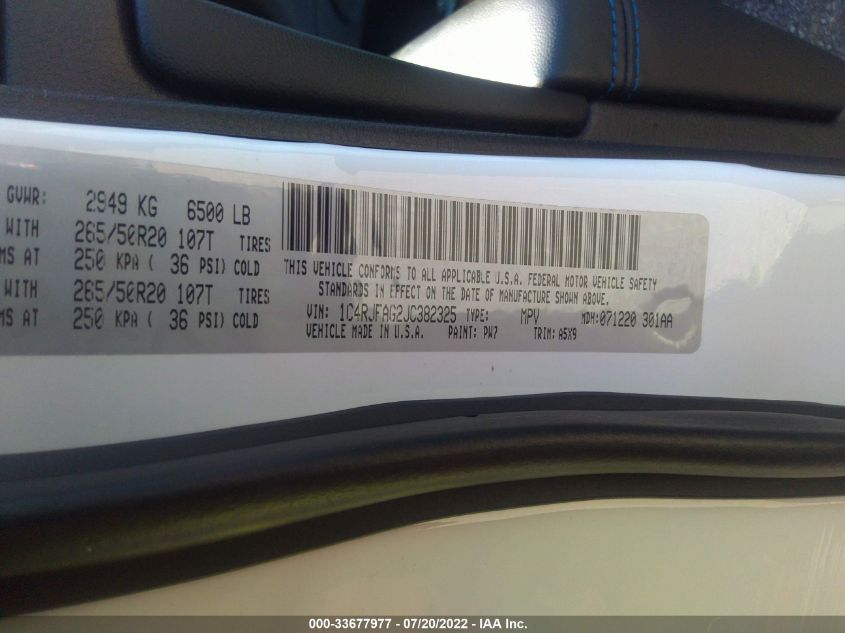 GVWR: 2949 KG 6500 LB
WITH 265/50R20 107T TIRES
MS AT 250 KPA ( 36 PSI) COLD
WITH 265/50R20 107T TIRES
MS AT 250 KPA ( 36 PSI) COLD
THIS VEHICLE CONFORMS TO ALL APPLICABLE U.S.A. FEDERAL MOTOR VEHICLE SAFETY
STANDARDS IN EFFECT ON THE DATE OF MANUFACTURE SHOWN ABOVE.
VIN: 1C4RJFAG2JC382325 TYPE: MPV MDH:071220 301AA
VEHICLE MADE IN U.S.A. PAINT: PW7 TRIM: A5X9
000-33677977 - 07/20/2022 - IAA Inc.